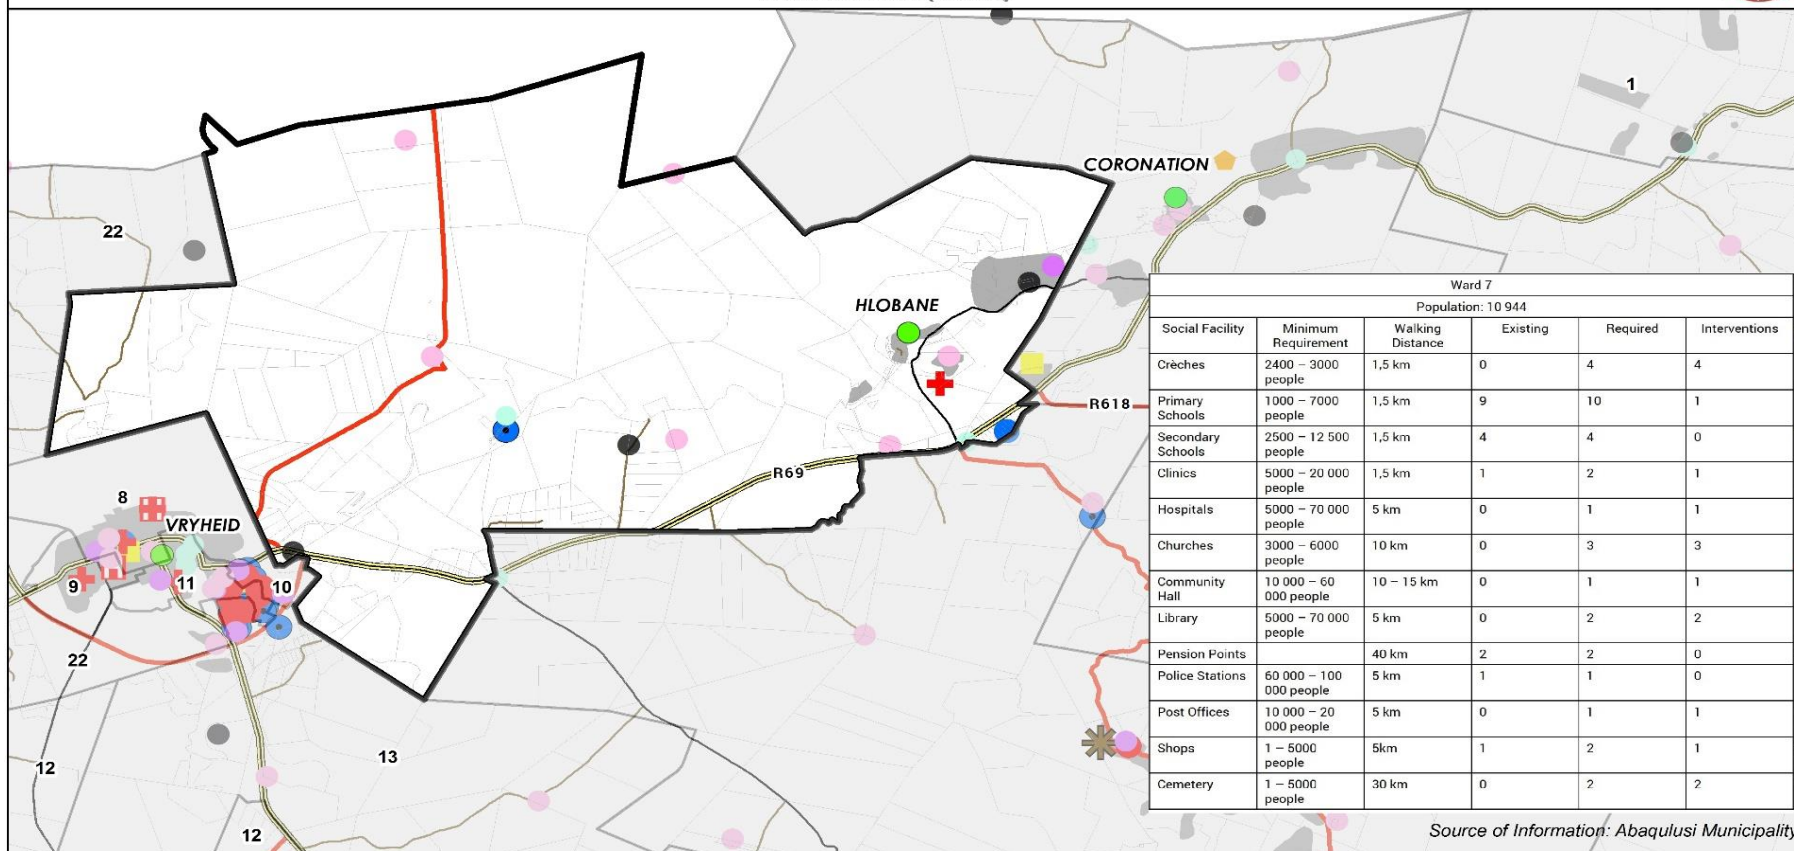 1
CORONATION
22
HLOBANE
R618
R69
8
VRYHEID
9
11
10
22
13
12
12
Ward 7
Population: 10 944
Social Facility Minimum Requirement Walking Distance Existing Required Interventions
Crèches 2400 – 3000 people 1,5 km 0 4 4
Primary Schools 1000 – 7000 people 1,5 km 9 10 1
Secondary Schools 2500 – 12 500 people 1,5 km 4 4 0
Clinics 5000 – 20 000 people 1,5 km 1 2 1
Hospitals 5000 – 70 000 people 5 km 0 1 1
Churches 3000 – 6000 people 10 km 0 3 3
Community Hall 10 000 – 60 000 people 10 – 15 km 0 1 1
Library 5000 – 70 000 people 5 km 0 2 2
Pension Points 40 km 2 2 0
Police Stations 60 000 – 100 000 people 5 km 1 1 0
Post Offices 10 000 – 20 000 people 5 km 0 1 1
Shops 1 – 5000 people 5km 1 2 1
Cemetery 1 – 5000 people 30 km 0 2 2
Source of Information: Abaqulusi Municipality